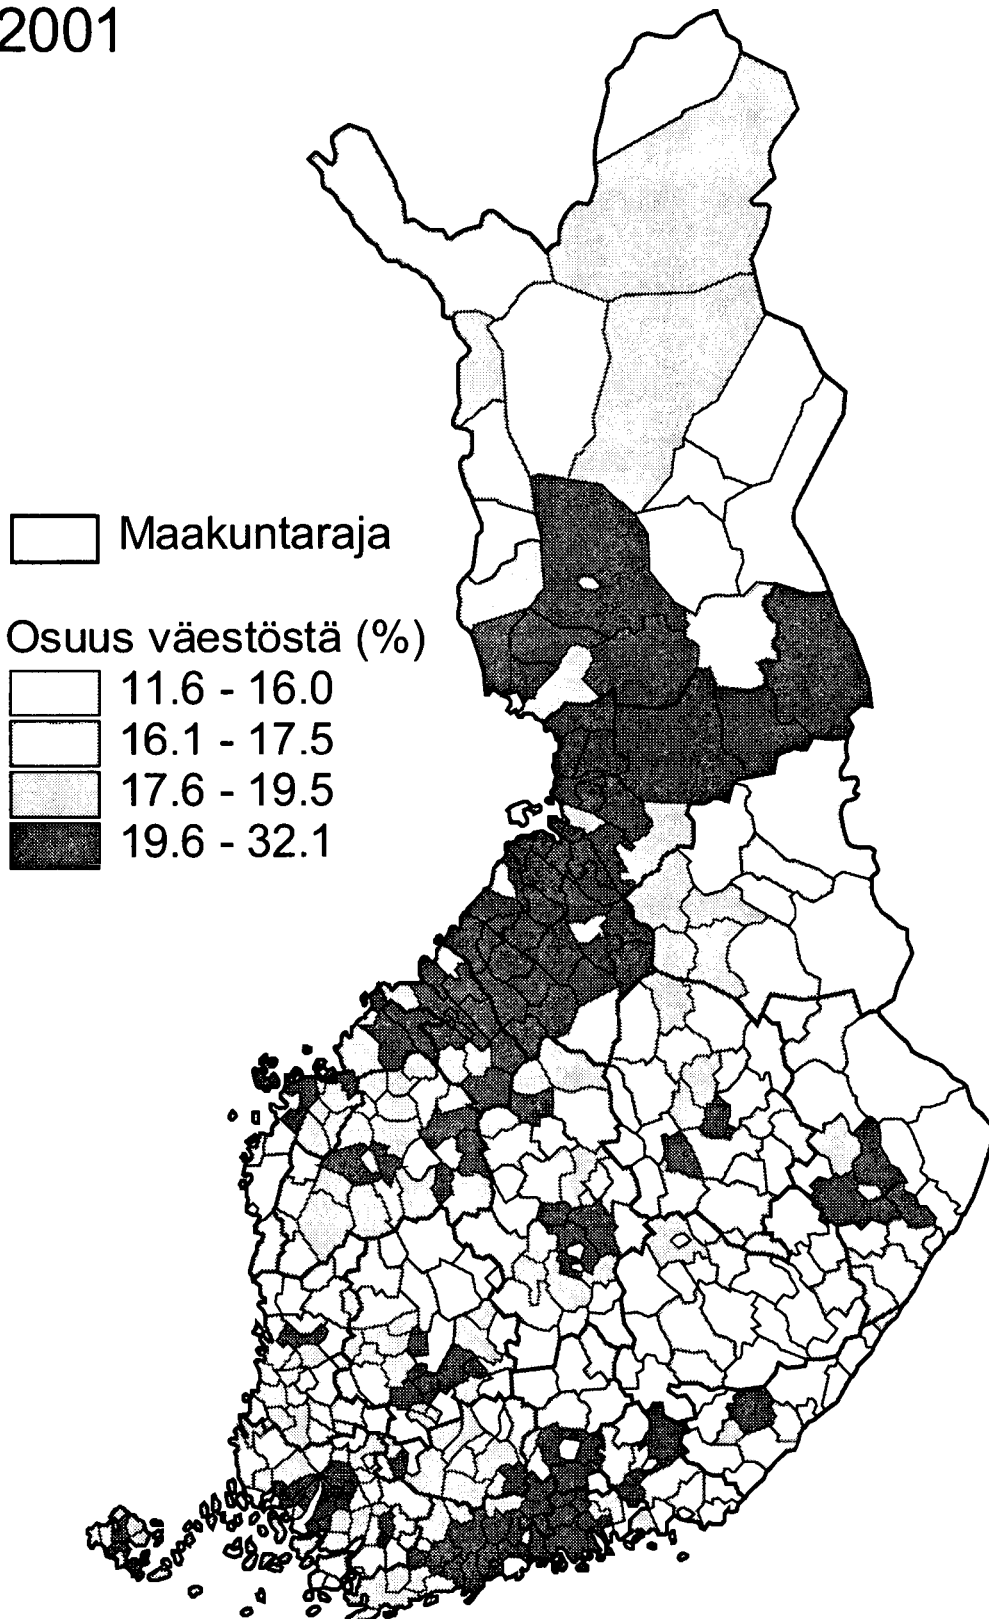 2001
Maakuntaraja
Osuus väestöstä (%)
11.6 - 16.0
16.1 - 17.5
17.6 - 19.5
19.6 - 32.1